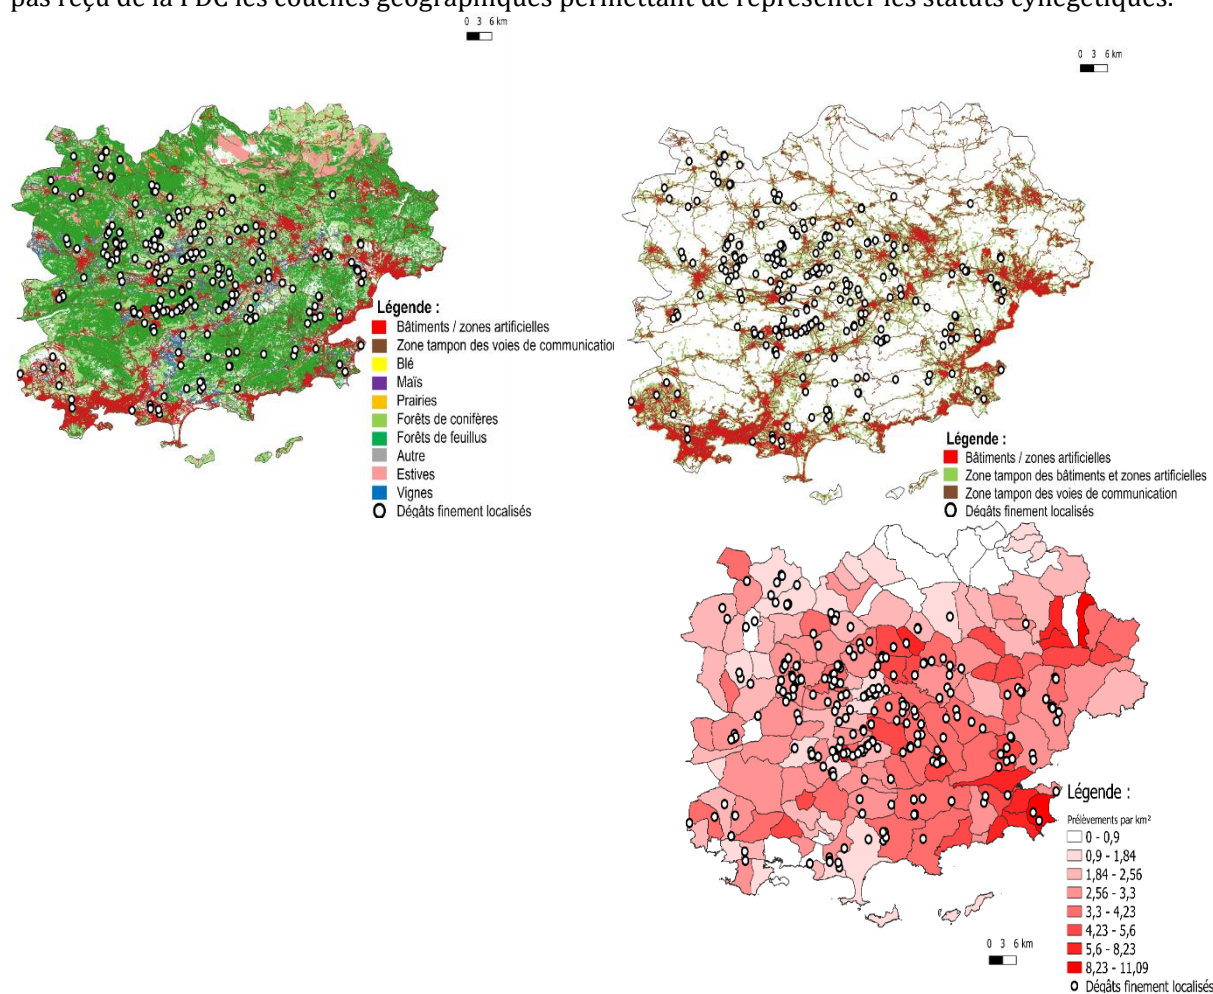 pas reçu de la FDC les couches géographiques permettant de représenter les statuts cynégétiques.
0 3 6 km
0 3 6 km
Légende :
Bâtiments / zones artificielles
Zone tampon des voies de communication
Blé
Maïs
Prairies
Forêts de conifères
Forêts de feuillus
Autre
Estives
Vignes
Dégâts finement localisés
Légende :
Bâtiments / zones artificielles
Zone tampon des bâtiments et zones artificielles
Zone tampon des voies de communication
Dégâts finement localisés
Légende :
Prélèvements par km²
0 - 0,9
0,9 - 1,84
1,84 - 2,56
2,56 - 3,3
3,3 - 4,23
4,23 - 5,6
5,6 - 8,23
8,23 - 11,09
Dégâts finement localisés
0 3 6 km